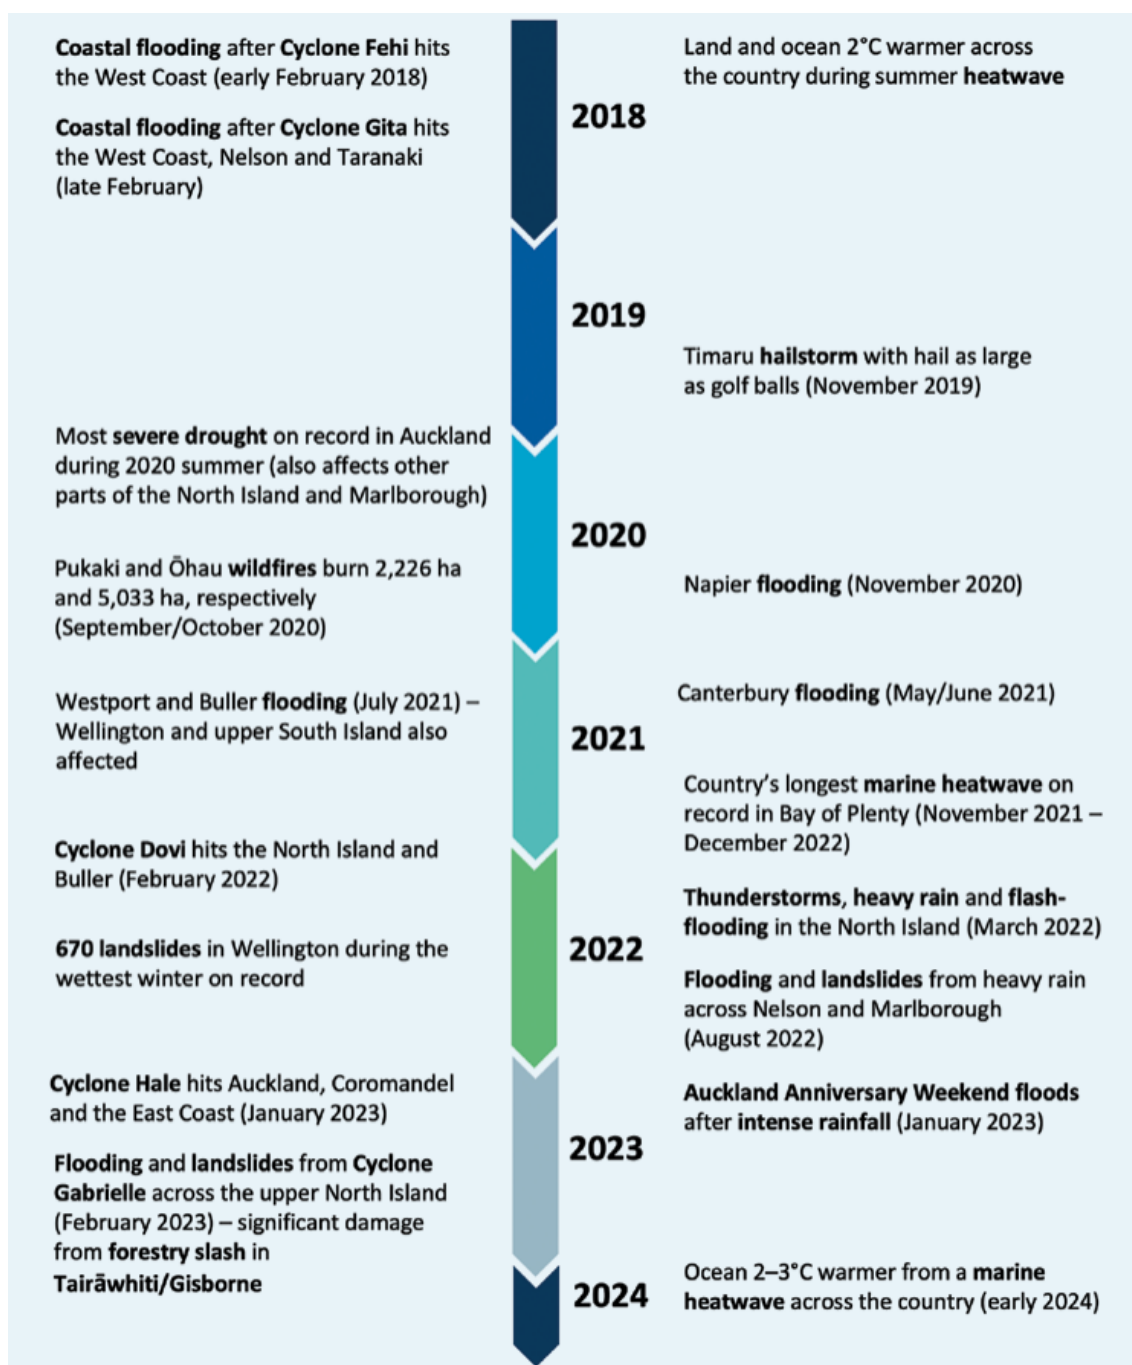 Coastal flooding after Cyclone Fehi hits
the West Coast (early February 2018)
Land and ocean 2°C warmer across
the country during summer heatwave
2018
Coastal flooding after Cyclone Gita hits
the West Coast, Nelson and Taranaki
(late February)
2019
Timaru hailstorm with hail as large
as golf balls (November 2019)
Most severe drought on record in Auckland
during 2020 summer (also affects other
parts of the North Island and Marlborough)
2020
Pukaki and Ōhau wildfires burn 2,226 ha
and 5,033 ha, respectively
(September/October 2020)
Napier flooding (November 2020)
Westport and Buller flooding (July 2021) –
Wellington and upper South Island also
affected
Canterbury flooding (May/June 2021)
2021
Country's longest marine heatwave on
record in Bay of Plenty (November 2021 –
December 2022)
Cyclone Dovi hits the North Island and
Buller (February 2022)
Thunderstorms, heavy rain and flash-
flooding in the North Island (March 2022)
2022
670 landslides in Wellington during the
wettest winter on record
Flooding and landslides from heavy rain
across Nelson and Marlborough
(August 2022)
Cyclone Hale hits Auckland, Coromandel
and the East Coast (January 2023)
Auckland Anniversary Weekend floods
after intense rainfall (January 2023)
2023
Flooding and landslides from Cyclone
Gabrielle across the upper North Island
(February 2023) – significant damage
from forestry slash in
Tairāwhiti/Gisborne
2024
Ocean 2–3°C warmer from a marine
heatwave across the country (early 2024)